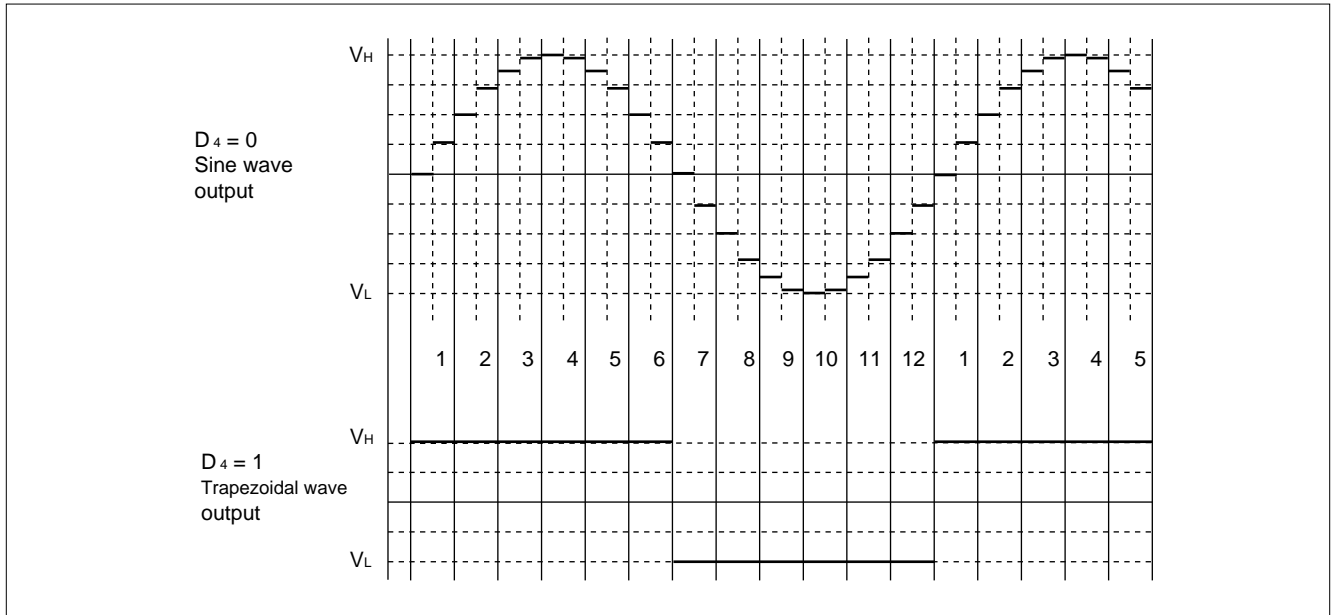 VH
D4 = 0
Sine wave
output
VL
1 2 3 4 5 6 7 8 9 10 11 12 1 2 3 4 5
VH
D4 = 1
Trapezoidal wave
output
VL